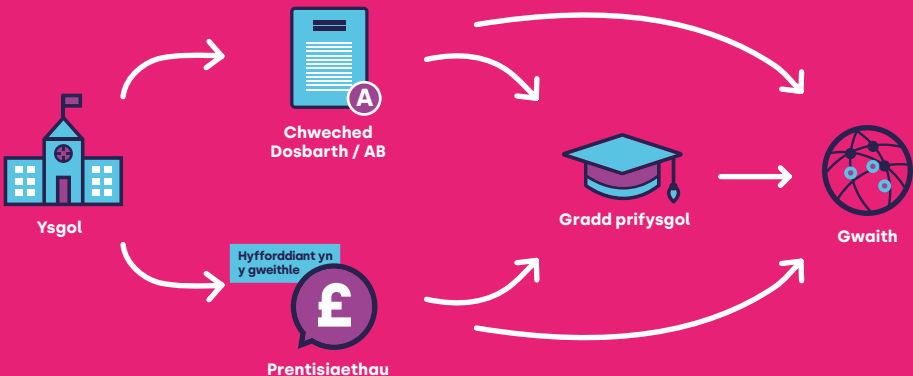 A
Chweched
Dosbarth / AB
Ysgol
Gradd prifysgol
Gwaith
Hyfforddiant yn
y gweithle
£
Prentisiaethau